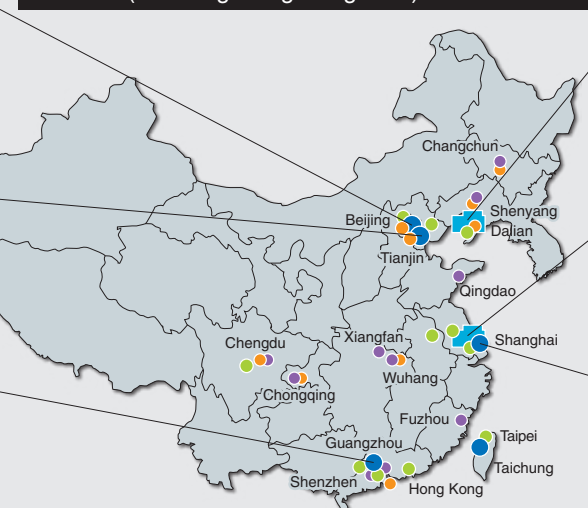 Changchun
Shenyang
Beijing
Dalian
Tianjin
Qingdao
Chengdu
Xiangfan
Shanghai
Chongqing
Wuhang
Fuzhou
Guangzhou
Taipei
Taichung
Shenzhen
Hong Kong